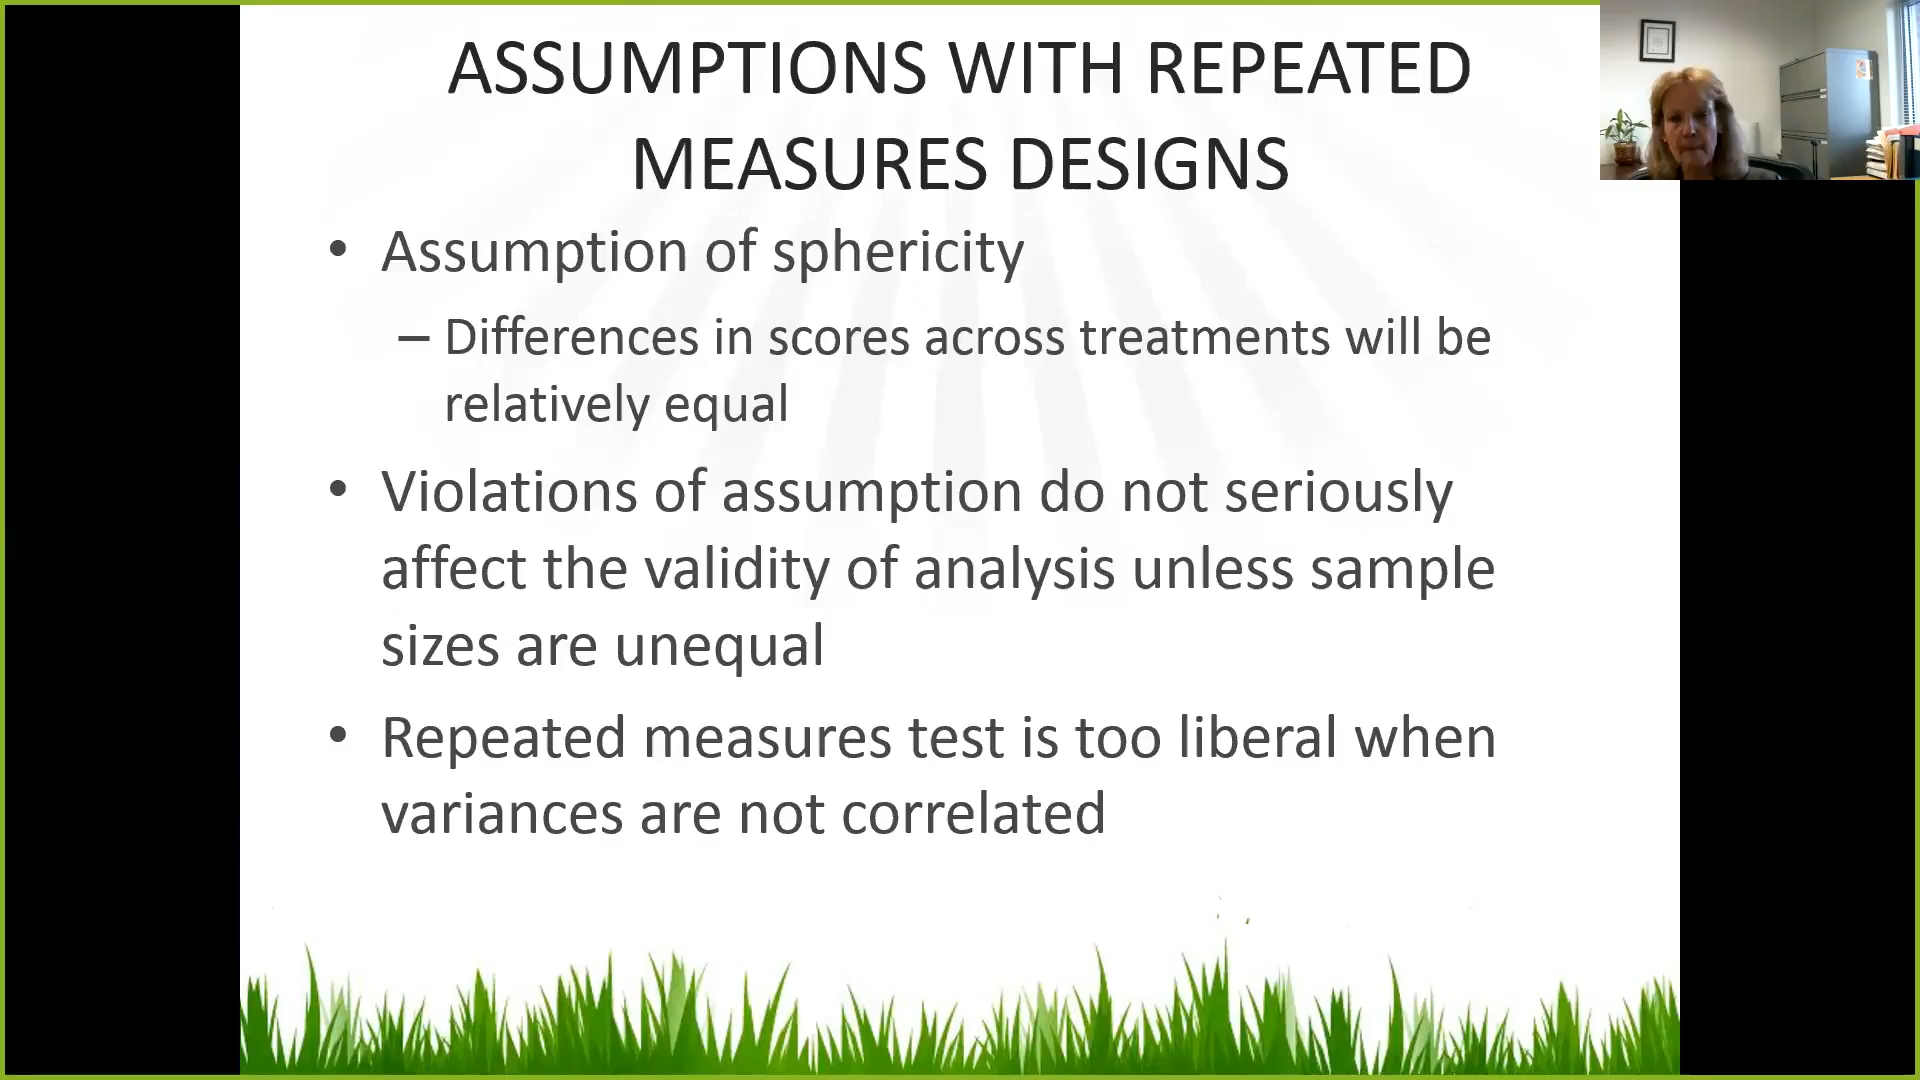 ASSUMPTIONS WITH REPEATED
MEASURES DESIGNS
• Assumption of sphericity
– Differences in scores across treatments will be
relatively equal
• Violations of assumption do not seriously
affect the validity of analysis unless sample
sizes are unequal
• Repeated measures test is too liberal when
variances are not correlated